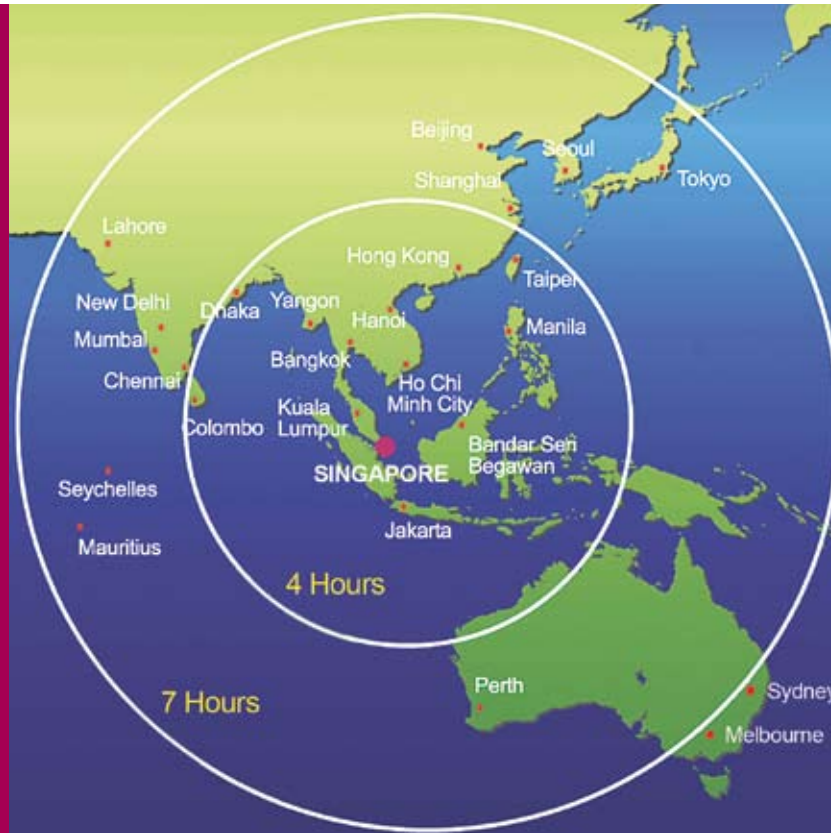 Beijing
Seoul
Shanghai
Tokyo
Lahore
Hong Kong
Taipei
New Delhi
Dhaka
Yangon
Hanoi
Manila
Mumbai
Bangkok
Chennai
Ho Chi
Minh City
Colombo
Kuala
Lumpur
Bandar Seri
Begawan
SINGAPORE
Seychelles
Jakarta
Mauritius
4 Hours
Perth
7 Hours
Sydney
Melbourne